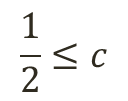 1/2 ≤ c